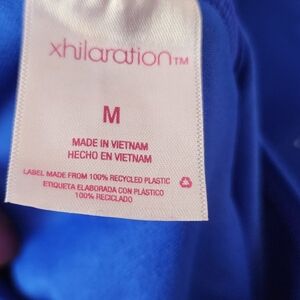 xhilaration™
M
MADE IN VIETNAM
HECHO EN VIETNAM
LABEL MADE FROM 100% RECYCLED PLASTIC
ETIQUETA ELABORADA CON PLÁSTICO
100% RECICLADO